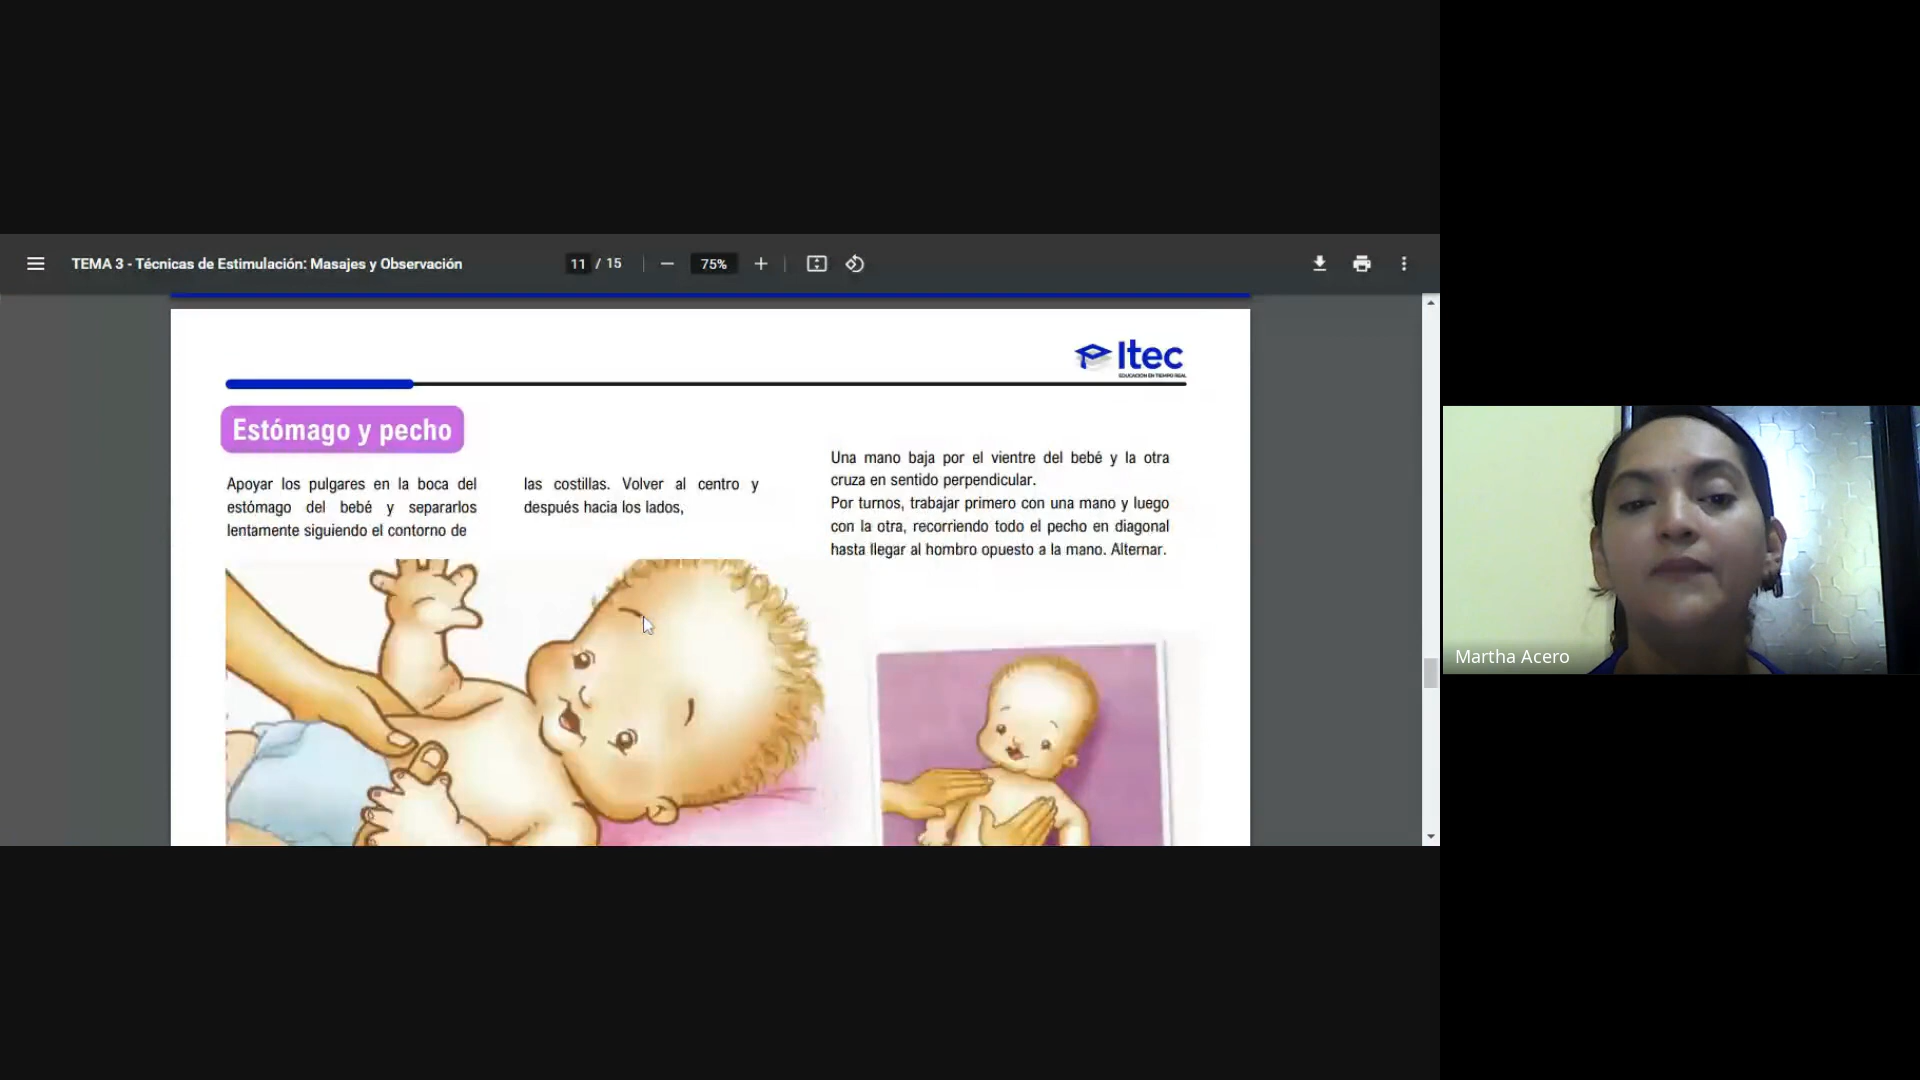 TEMA 3 - Técnicas de Estimulación: Masajes y Observación
11 / 15
75%
Itec
EDUCACIÓN EN TIEMPO REAL
Estómago y pecho
Apoyar los pulgares en la boca del
estómago del bebé y separarlos
lentamente siguiendo el contorno de
las costillas. Volver al centro y
después hacia los lados,
Una mano baja por el vientre del bebé y la otra
cruza en sentido perpendicular.
Por turnos, trabajar primero con una mano y luego
con la otra, recorriendo todo el pecho en diagonal
hasta llegar al hombro opuesto a la mano. Alternar.
Martha Acero